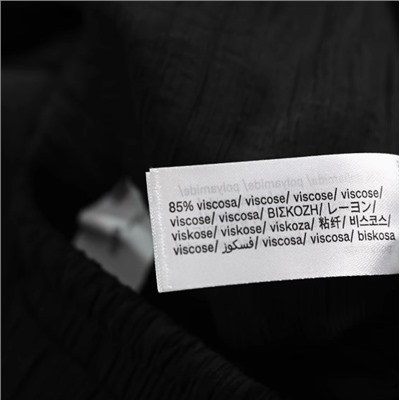 85% viscosa/ viscose/ viscose/ viscose/
viscose/ viscosa/ ΒΙΣΚΟΖΗ/ レーヨン/
viskose/ viskose/ viskoza/ 粘纤/ 비스코스/
viscose/ فسكوز/ viscosa/ viscosa/ biskosa